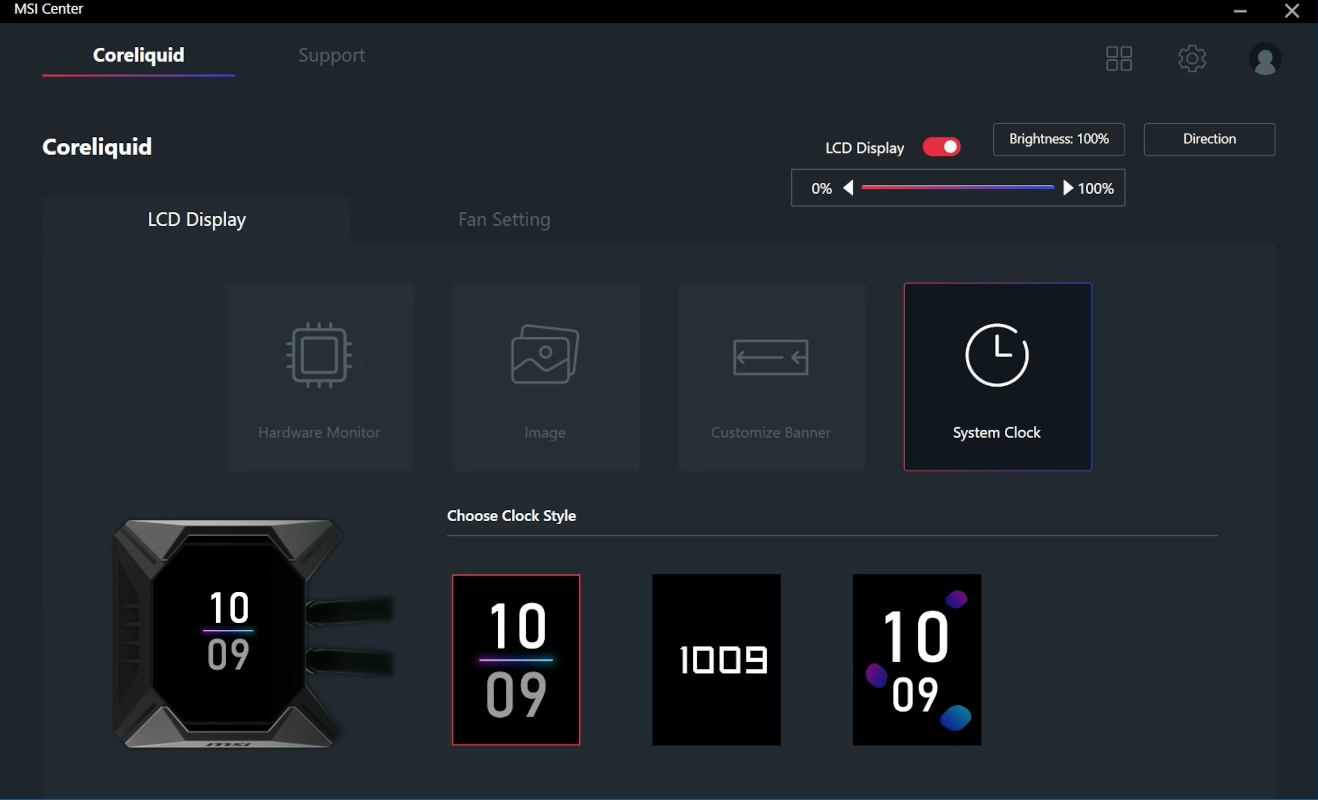 MSI Center
Coreliquid
Support
Coreliquid
LCD Display
Brightness: 100%
Direction
0%
100%
LCD Display
Fan Setting
Hardware Monitor
Image
Customize Banner
System Clock
Choose Clock Style
10
09
msi
10
09
1009
10
09